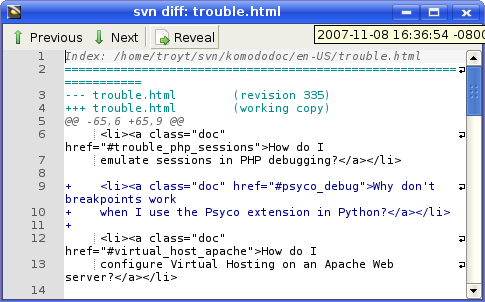 svn diff: trouble.html
Previous Next Reveal
2007-11-08 16:36:54 -0800
1 Index: /home/troyt/svn/komododoc/en-US/trouble.html
2 ===================================================================
3 --- trouble.html (revision 335)
4 +++ trouble.html (working copy)
5 @@ -65,6 +65,9 @@
6 <li><a class="doc"
href="#trouble_php_sessions">How do I
7 emulate sessions in PHP debugging?</a></li>
8
9 + <li><a class="doc" href="#psyco_debug">Why don't
breakpoints work
10 + when I use the Psyco extension in Python?</a></li>
11 +
12 <li><a class="doc"
href="#virtual_host_apache">How do I
13 configure Virtual Hosting on an Apache Web
server?</a></li>
14